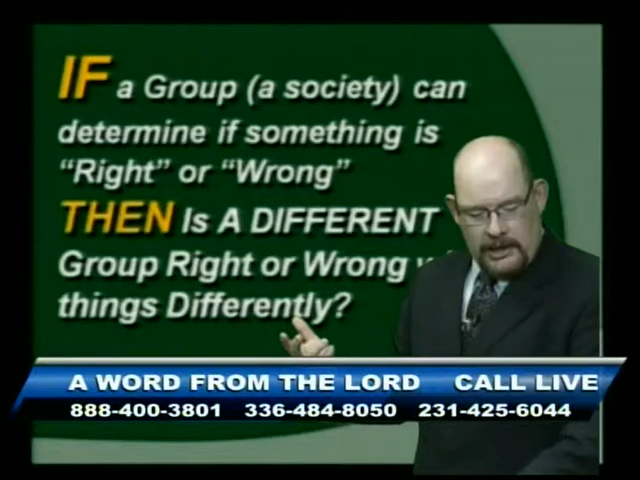 IF a Group (a society) can
determine if something is
“Right” or “Wrong”
THEN Is A DIFFERENT
Group Right or Wrong
things Differently?
A WORD FROM THE LORD CALL LIVE
888-400-3801 336-484-8050 231-425-6044